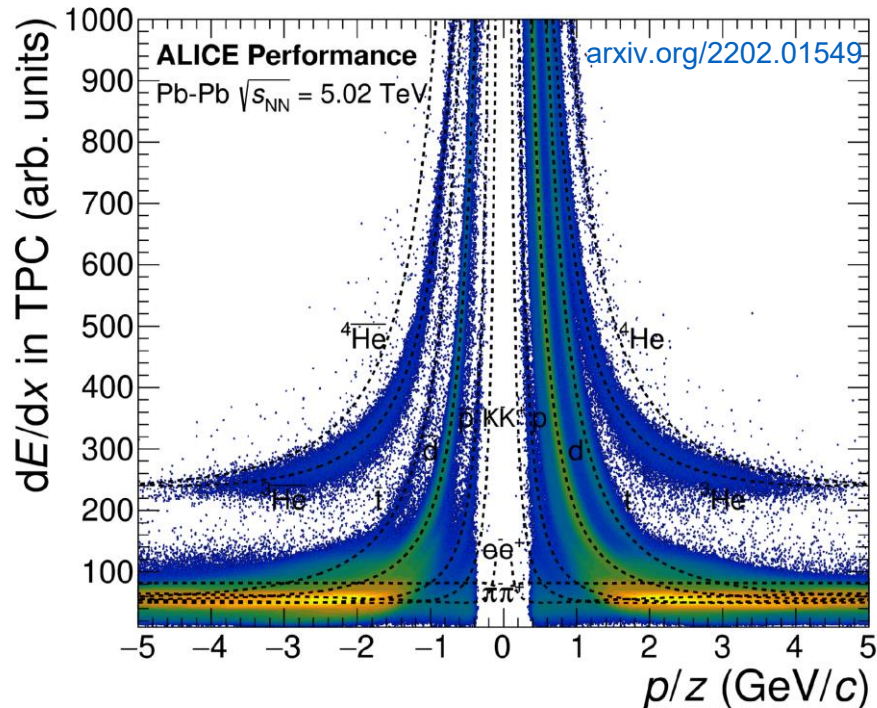 ALICE Performance
arxiv.org/2202.01549
Pb-Pb √sNN = 5.02 TeV
dE/dx in TPC (arb. units)
1000
900
800
700
600
500
400
300
200
100
⁴He ⁴He
p KK⁺ p
d d
³He t t ³He
e⁻e⁺
ππ⁺
−5 −4 −3 −2 −1 0 1 2 3 4 5
p/z (GeV/c)